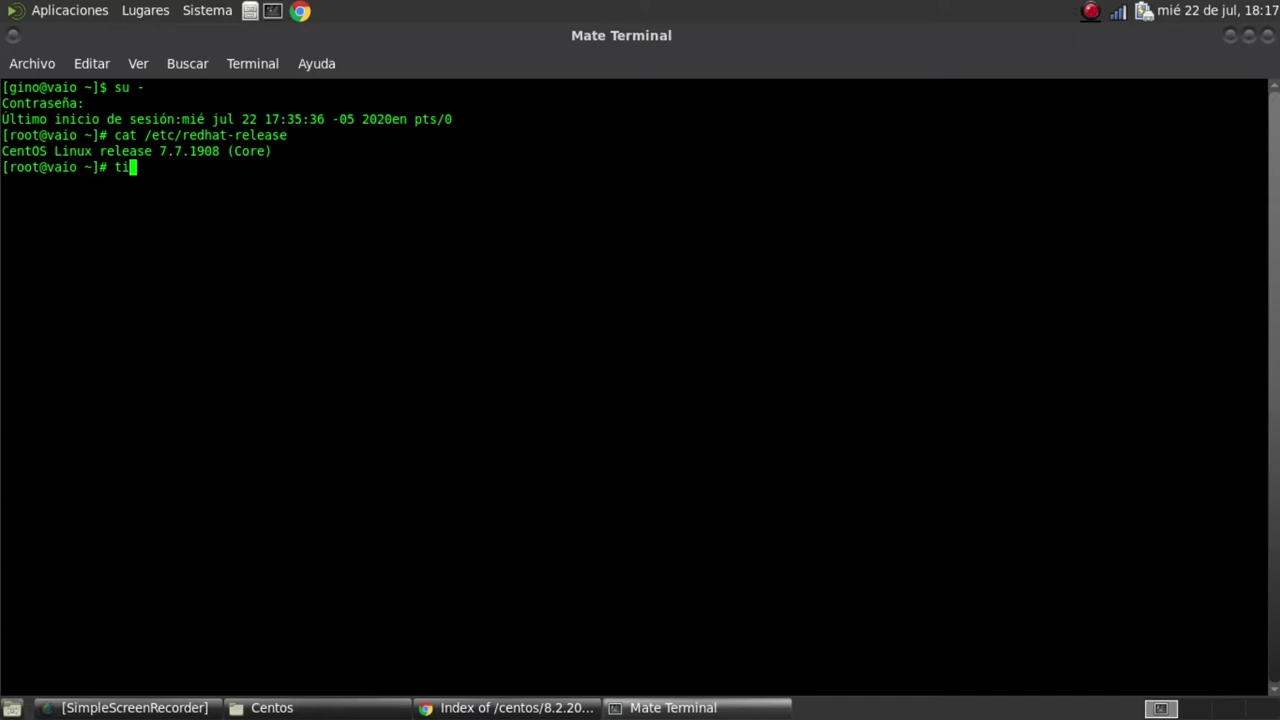 Aplicaciones Lugares Sistema mié 22 de jul, 18:17
Mate Terminal
Archivo Editar Ver Buscar Terminal Ayuda
[gino@vaio ~]$ su -
Contraseña:
Último inicio de sesión:mié jul 22 17:35:36 -05 2020en pts/0
[root@vaio ~]# cat /etc/redhat-release
CentOS Linux release 7.7.1908 (Core)
[root@vaio ~]# ti
[SimpleScreenRecorder] Centos Index of /centos/8.2.20... Mate Terminal